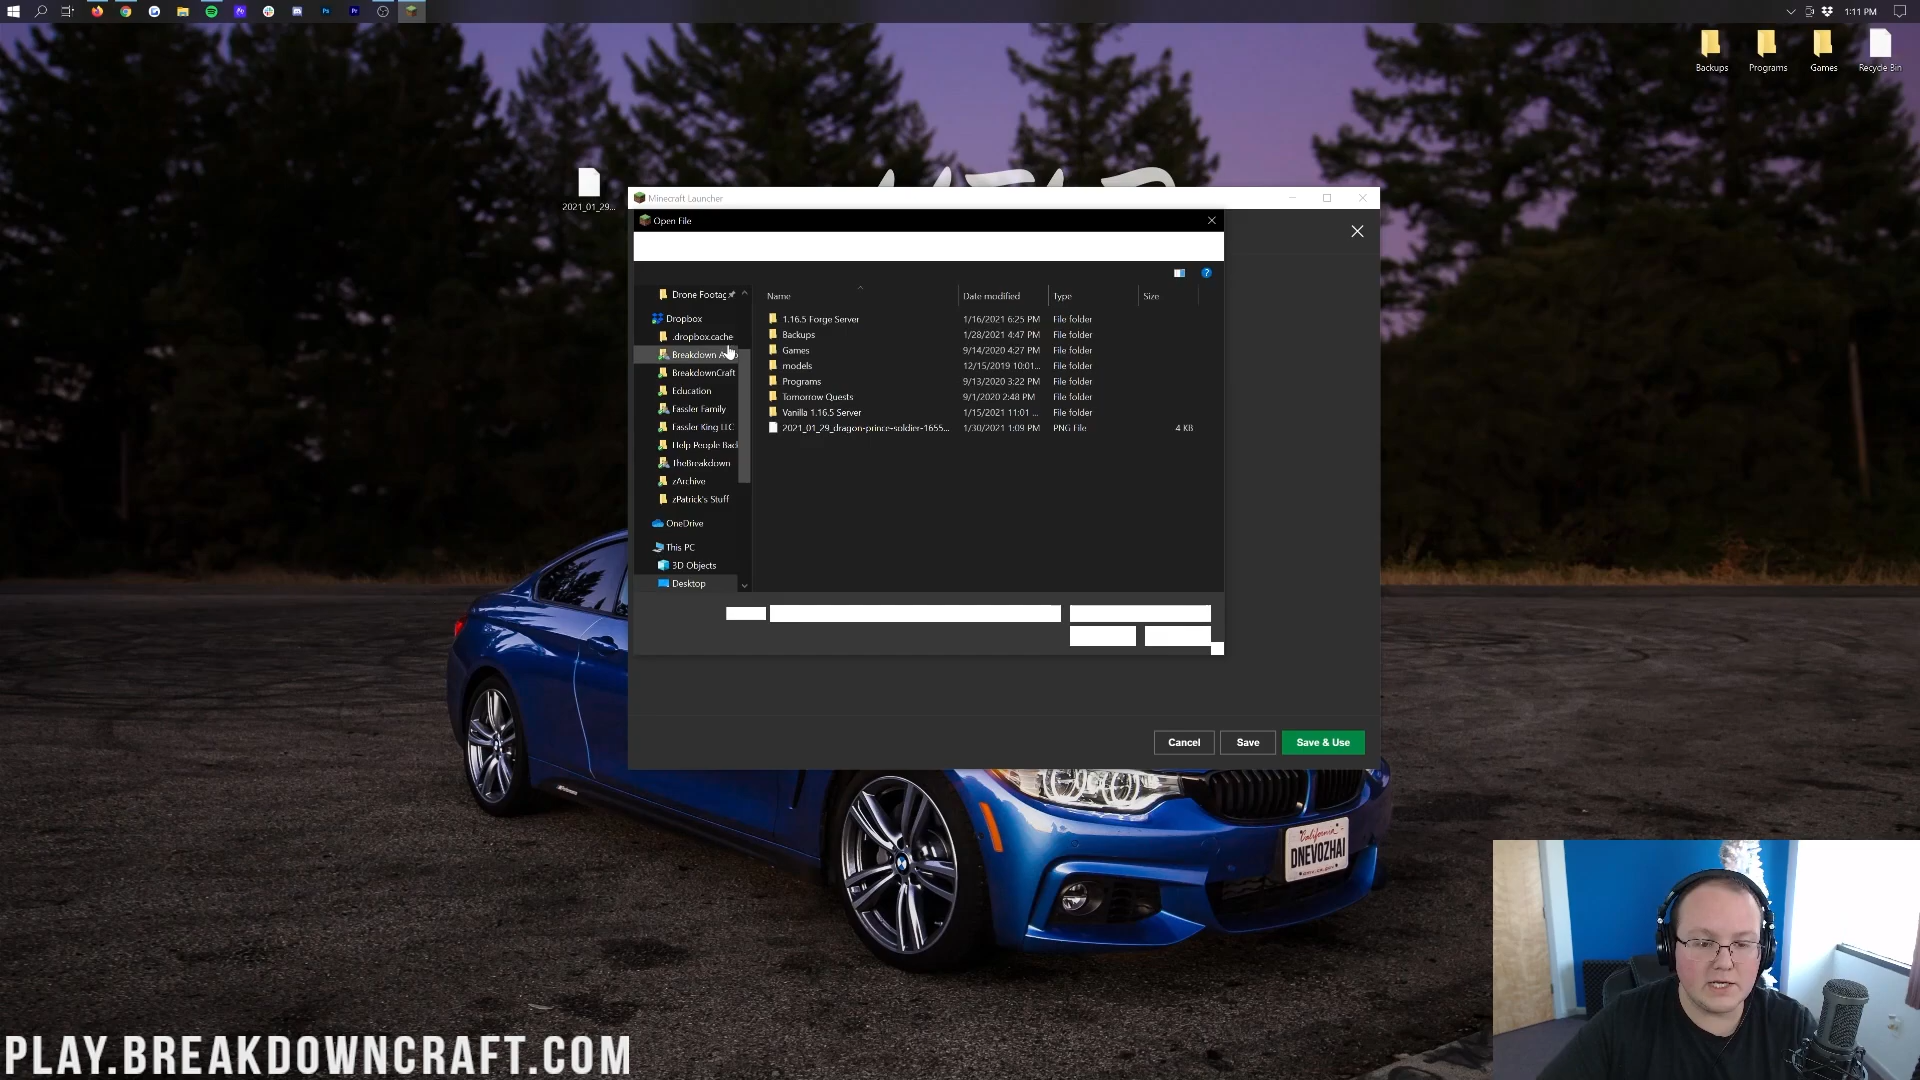 1:11 PM
Backups
Programs
Games
Recycle Bin
2021_01_29...
Minecraft Launcher
Open File
Name
Date modified
Type
Size
Drone Footag
Dropbox
.dropbox.cache
Breakdown A
BreakdownCraft
Education
Fassler Family
Fassler King LLC
Help People Bad
TheBreakdown
zArchive
zPatrick's Stuff
OneDrive
This PC
3D Objects
Desktop
1.16.5 Forge Server 1/16/2021 6:25 PM File folder
Backups 1/28/2021 4:47 PM File folder
Games 9/14/2020 4:27 PM File folder
models 12/15/2019 10:01... File folder
Programs 9/13/2020 3:22 PM File folder
Tomorrow Quests 9/1/2020 2:48 PM File folder
Vanilla 1.16.5 Server 1/15/2021 11:01 ... File folder
2021_01_29_dragon-prince-soldier-1655... 1/30/2021 1:09 PM PNG File 4 KB
Cancel
Save
Save & Use
California
DNEVOZHAI
PLAY.BREAKDOWNCRAFT.COM